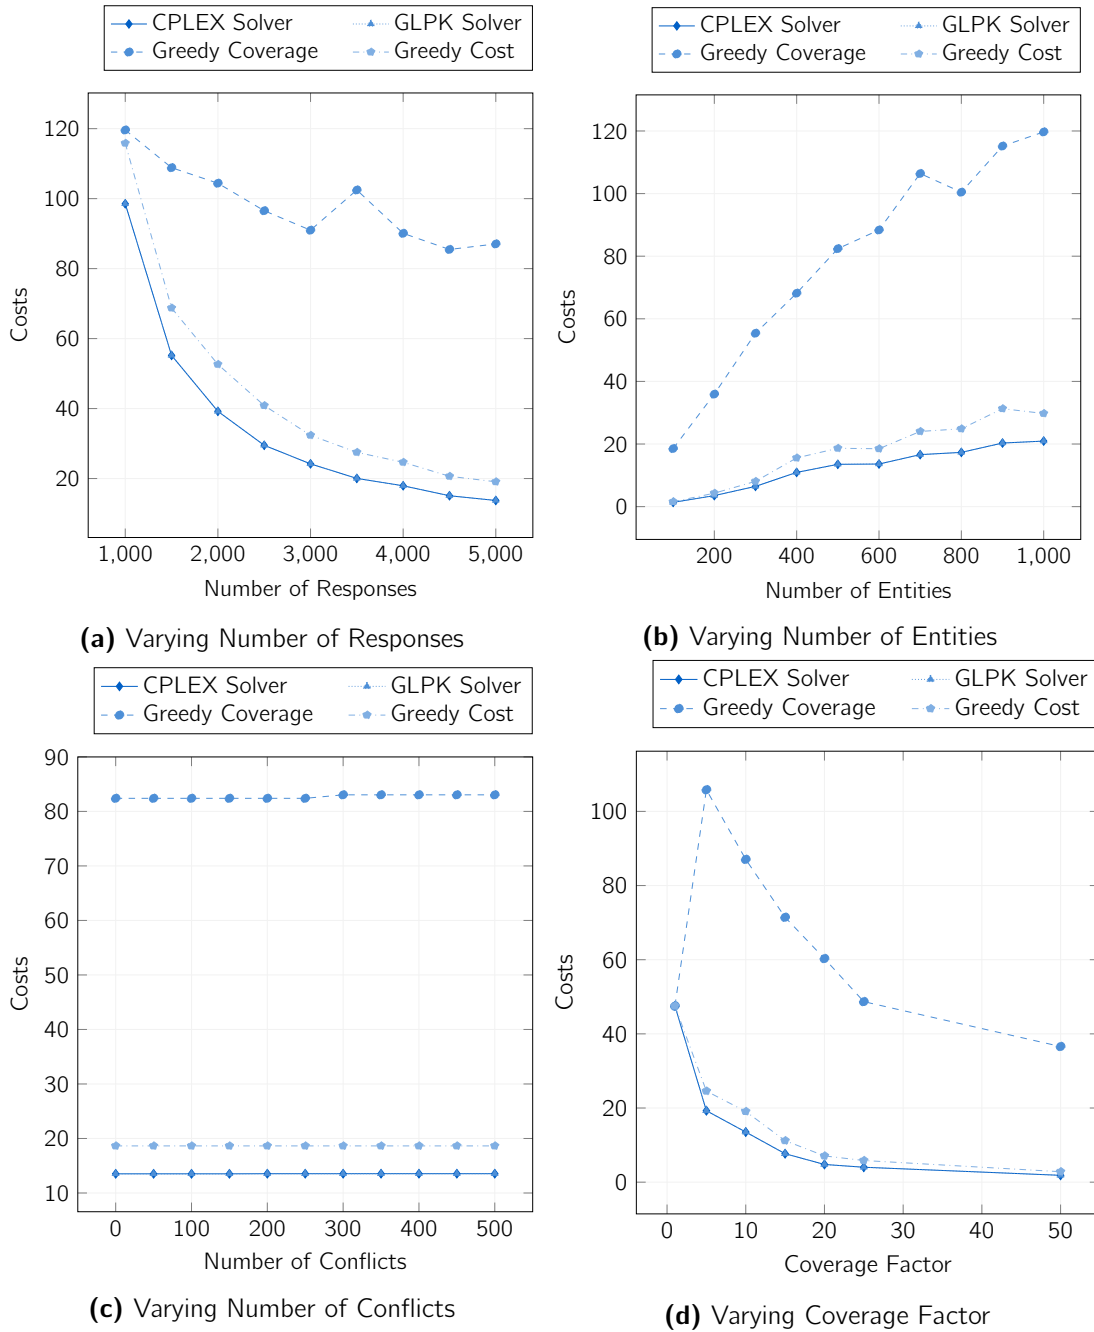 CPLEX Solver GLPK Solver
Greedy Coverage Greedy Cost
120
100
80
60
40
20
Costs
1,000 2,000 3,000 4,000 5,000
Number of Responses
(a) Varying Number of Responses
CPLEX Solver GLPK Solver
Greedy Coverage Greedy Cost
120
100
80
60
40
20
0
Costs
200 400 600 800 1,000
Number of Entities
(b) Varying Number of Entities
CPLEX Solver GLPK Solver
Greedy Coverage Greedy Cost
90
80
70
60
50
40
30
20
10
Costs
0 100 200 300 400 500
Number of Conflicts
(c) Varying Number of Conflicts
CPLEX Solver GLPK Solver
Greedy Coverage Greedy Cost
100
80
60
40
20
0
Costs
0 10 20 30 40 50
Coverage Factor
(d) Varying Coverage Factor